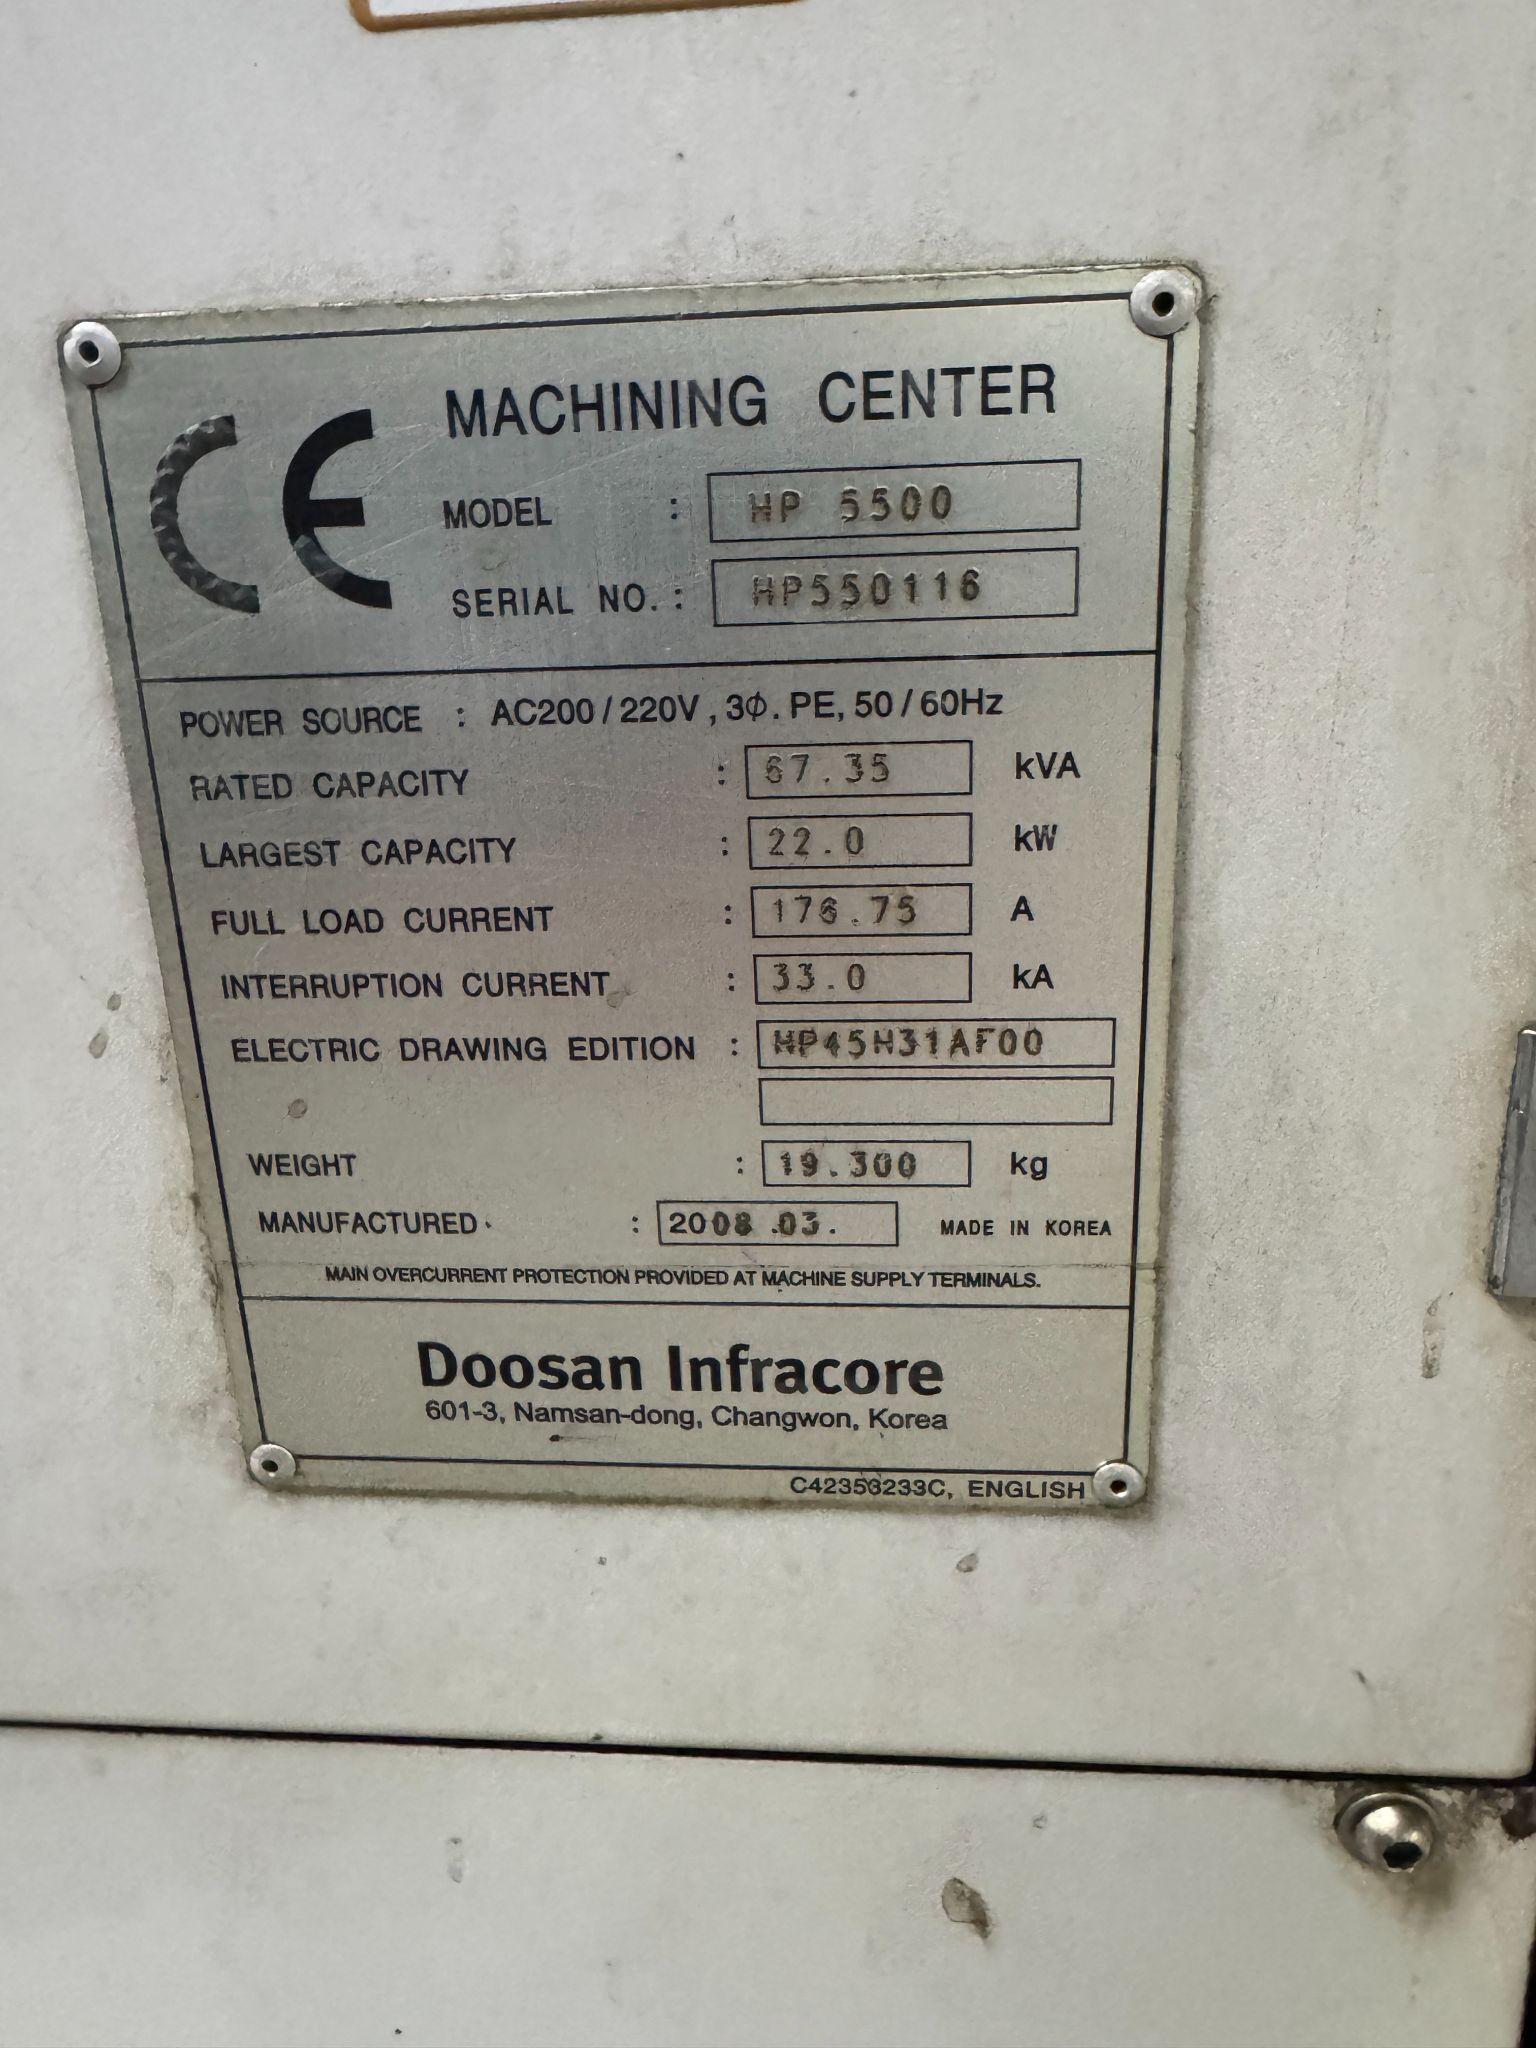 CE
MACHINING CENTER
MODEL : HP 5500
SERIAL NO. : HP550116
POWER SOURCE : AC200/220V, 3Φ. PE, 50/60Hz
RATED CAPACITY : 67.35 kVA
LARGEST CAPACITY : 22.0 kW
FULL LOAD CURRENT : 176.75 A
INTERRUPTION CURRENT : 33.0 kA
ELECTRIC DRAWING EDITION : HP45H31AF00
WEIGHT : 19.300 kg
MANUFACTURED : 2008.03. MADE IN KOREA
MAIN OVERCURRENT PROTECTION PROVIDED AT MACHINE SUPPLY TERMINALS.
Doosan Infracore
601-3, Namsan-dong, Changwon, Korea
C42356233C, ENGLISH